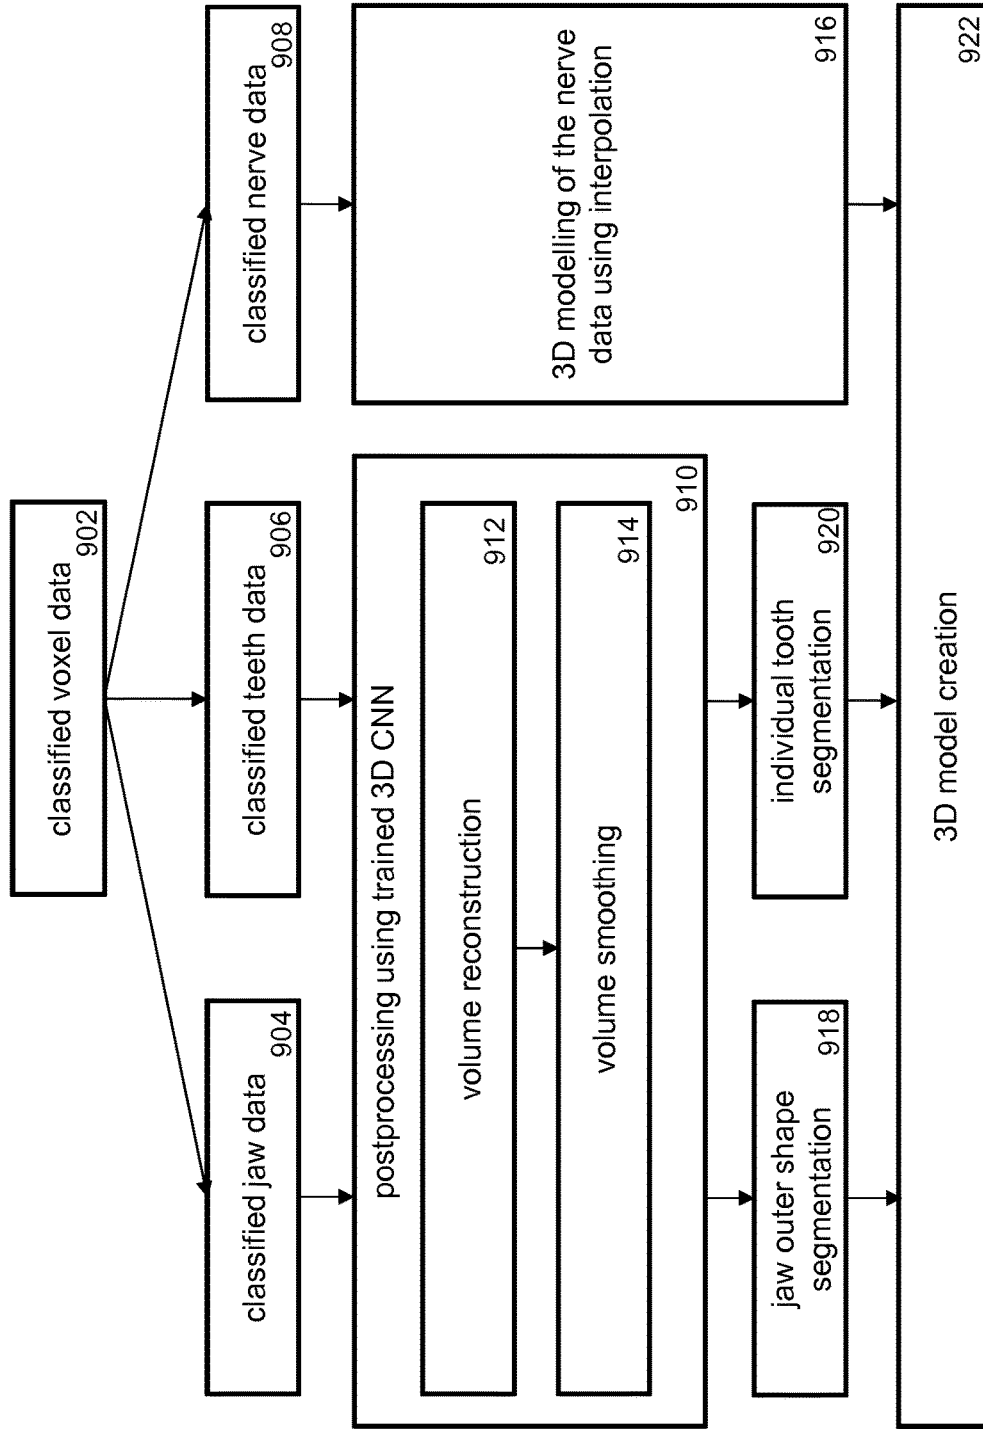 classified voxel data
902
classified jaw data
904
classified teeth data
906
classified nerve data
908
postprocessing using trained 3D CNN
volume reconstruction
912
volume smoothing
914
910
3D modelling of the nerve
data using interpolation
916
jaw outer shape
segmentation
918
individual tooth
segmentation
920
3D model creation
922